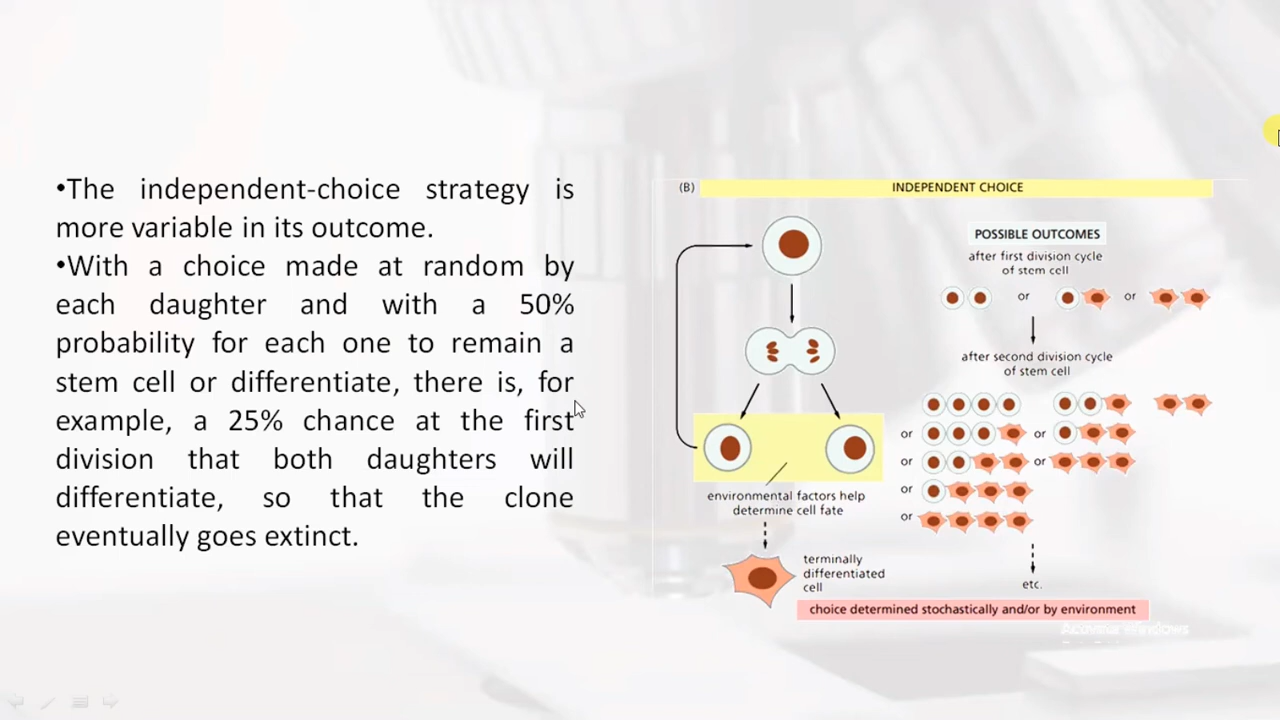 •The independent-choice strategy is
more variable in its outcome.
•With a choice made at random by
each daughter and with a 50%
probability for each one to remain a
stem cell or differentiate, there is, for
example, a 25% chance at the first
division that both daughters will
differentiate, so that the clone
eventually goes extinct.
(B) INDEPENDENT CHOICE
POSSIBLE OUTCOMES
after first division cycle
of stem cell
or or
after second division cycle
of stem cell
or or
or or
or
or
etc.
environmental factors help
determine cell fate
terminally
differentiated
cell
choice determined stochastically and/or by environment